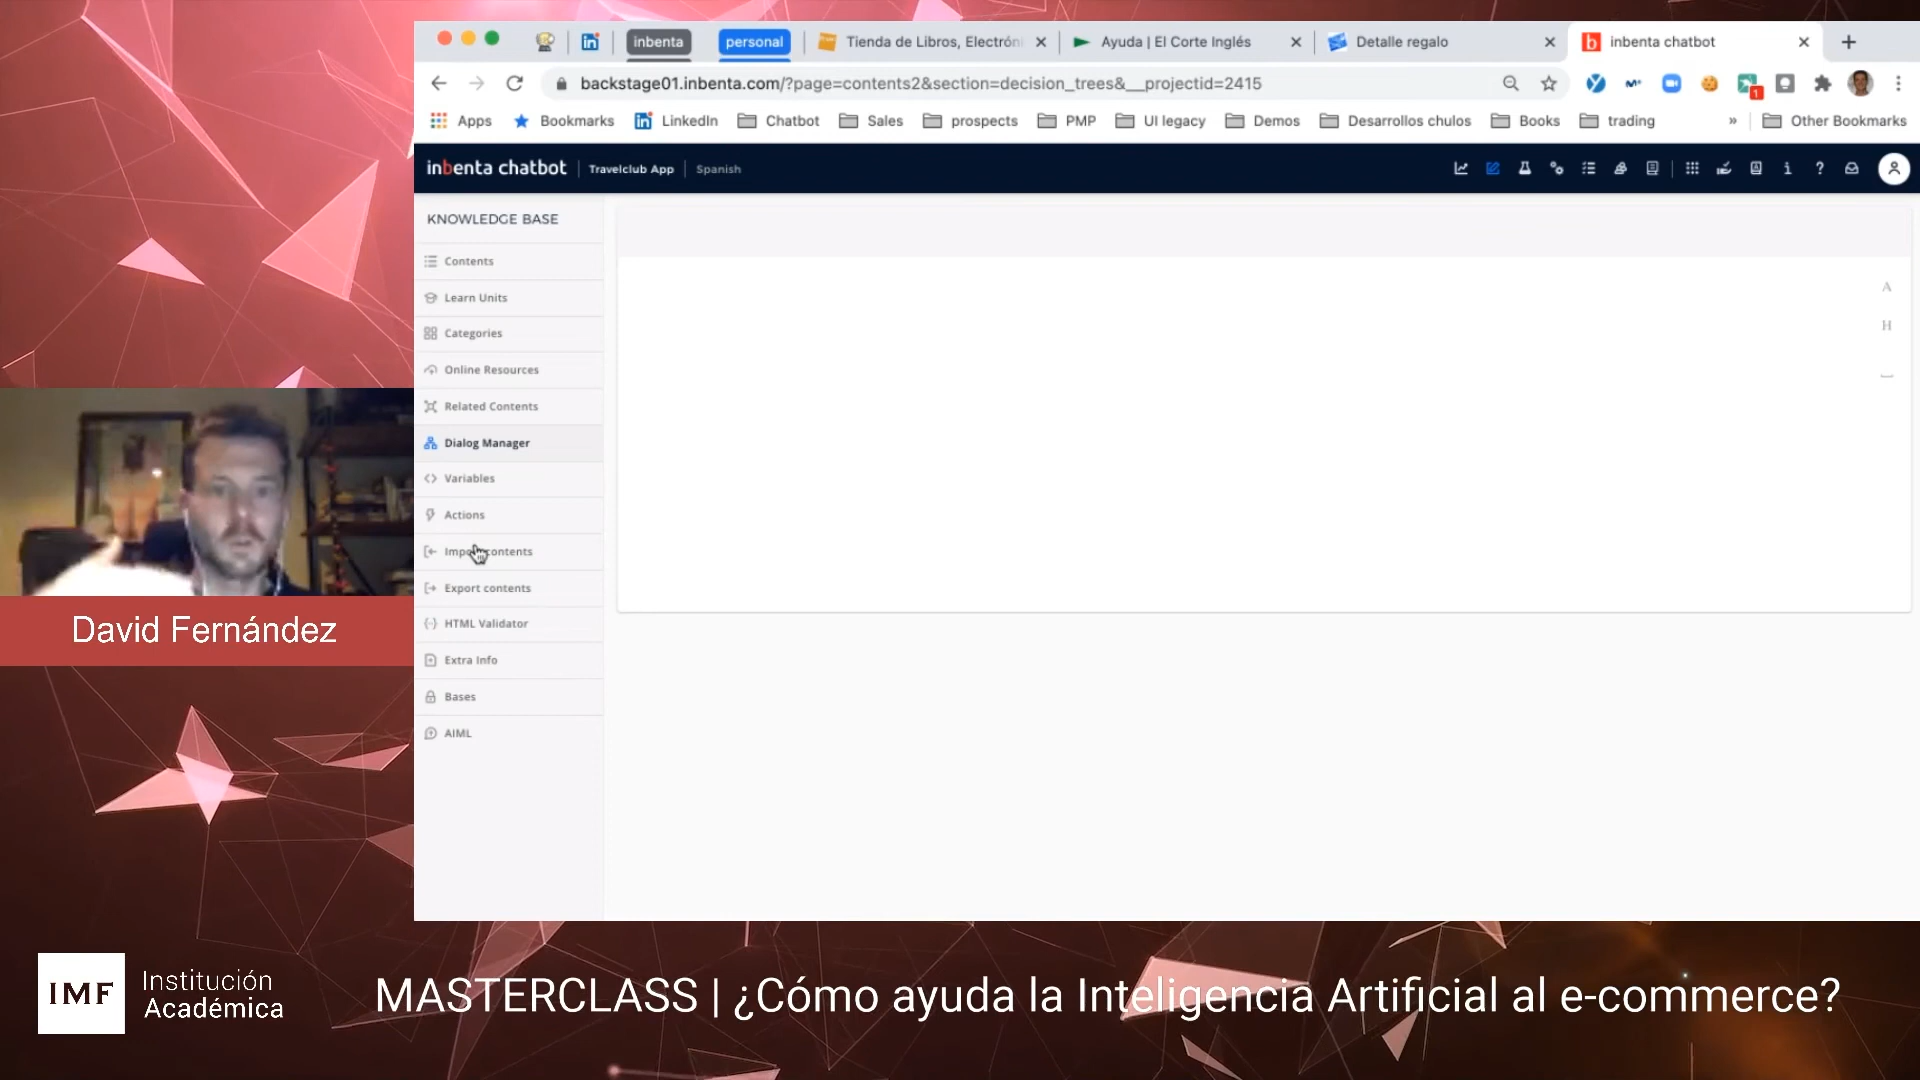 inbenta
personal
Tienda de Libros, Electróni
Ayuda | El Corte Inglés
Detalle regalo
inbenta chatbot
backstage01.inbenta.com/?page=contents2&section=decision_trees&__projectid=2415
1
Apps
Bookmarks
LinkedIn
Chatbot
Sales
prospects
PMP
UI legacy
Demos
Desarrollos chulos
Books
trading
»
Other Bookmarks
inbenta chatbot
Travelclub App
Spanish
KNOWLEDGE BASE
Contents
Learn Units
Categories
Online Resources
Related Contents
Dialog Manager
Variables
Actions
Import contents
Export contents
HTML Validator
Extra Info
Bases
AIML
A
H
David Fernández
IMF Institución
Académica
MASTERCLASS | ¿Cómo ayuda la Inteligencia Artificial al e-commerce?